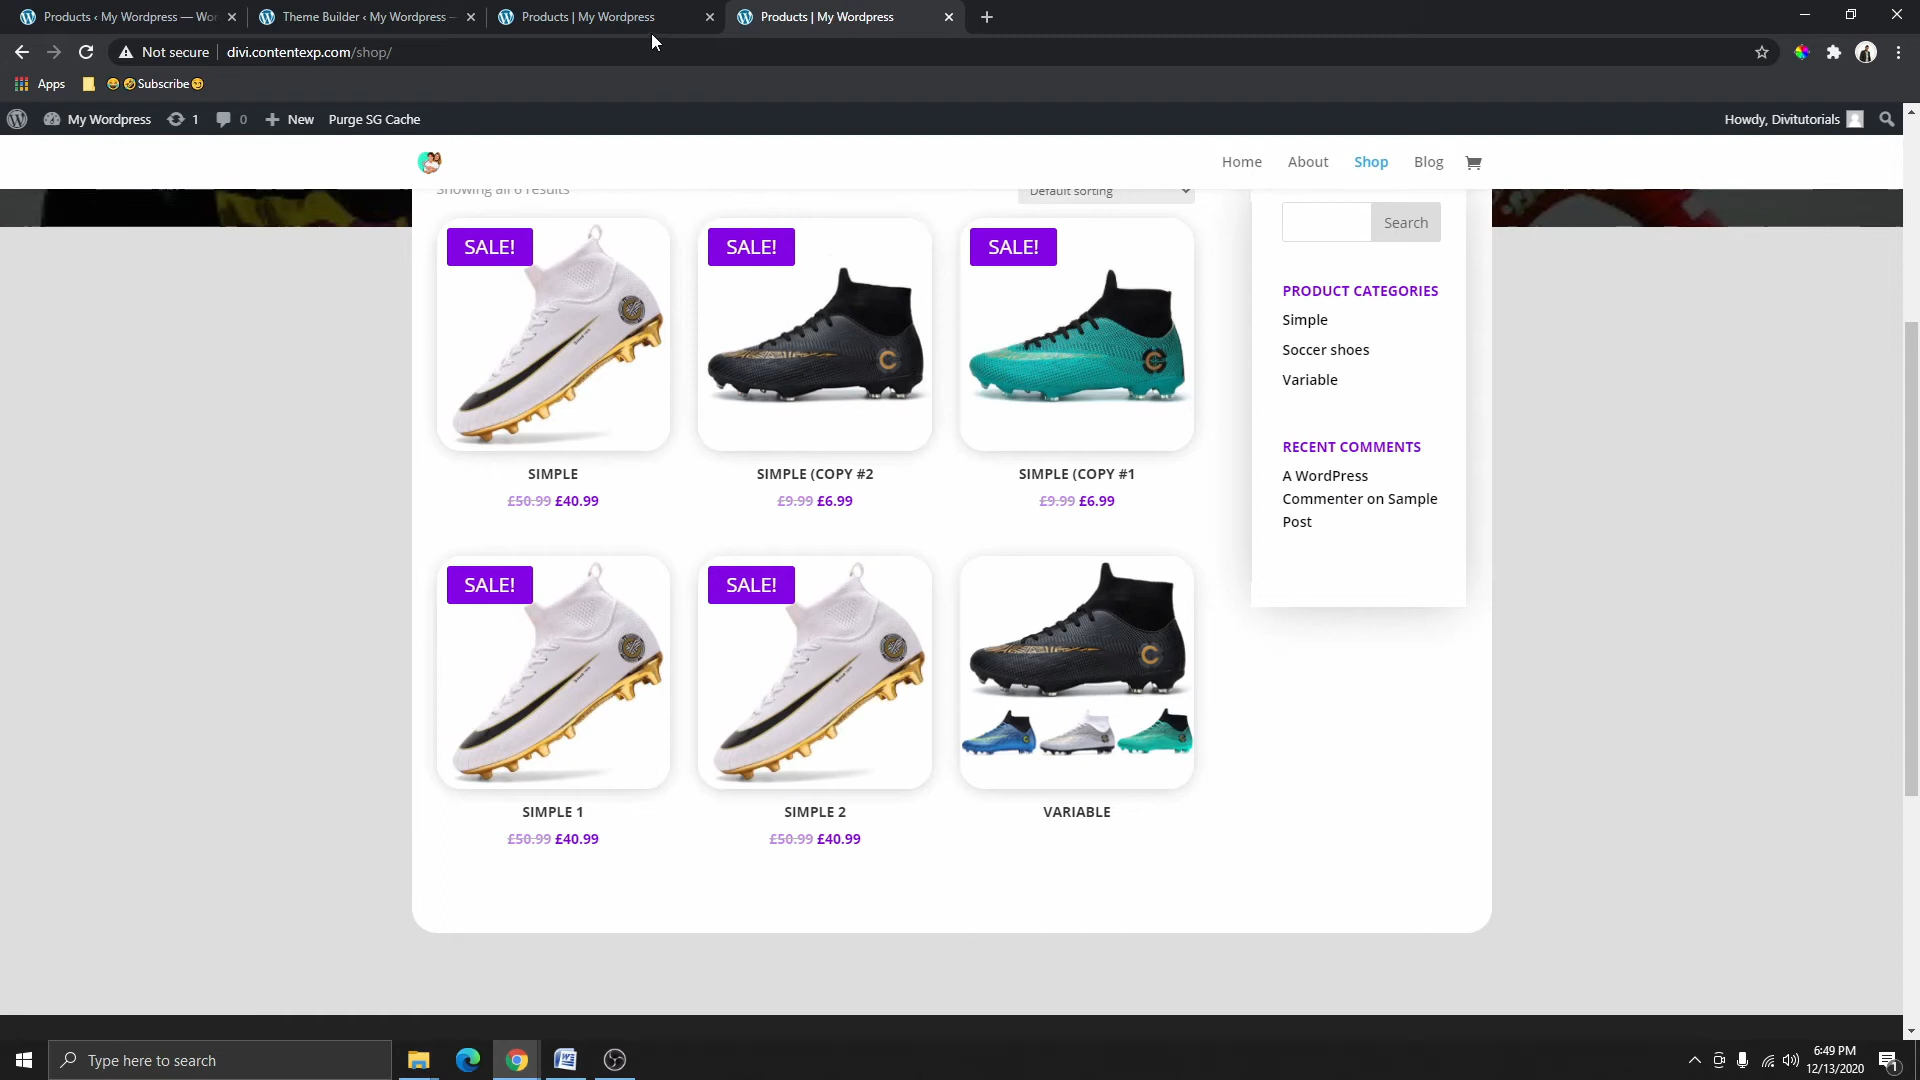 Products ‹ My Wordpress — Wo
Theme Builder ‹ My Wordpress —
Products | My Wordpress
Products | My Wordpress
Not secure
divi.contentexp.com/shop/
Apps
😂🤣Subscribe😏
My Wordpress
1
0
New
Purge SG Cache
Howdy, Divitutorials
Home
About
Shop
Blog
Showing all 6 results
Default sorting
SALE!
SALE!
SALE!
SIMPLE
£50.99 £40.99
SIMPLE (COPY #2
£9.99 £6.99
SIMPLE (COPY #1
£9.99 £6.99
SALE!
SALE!
SIMPLE 1
£50.99 £40.99
SIMPLE 2
£50.99 £40.99
VARIABLE
Search
PRODUCT CATEGORIES
Simple
Soccer shoes
Variable
RECENT COMMENTS
A WordPress
Commenter on Sample
Post
Type here to search
6:49 PM
12/13/2020
1